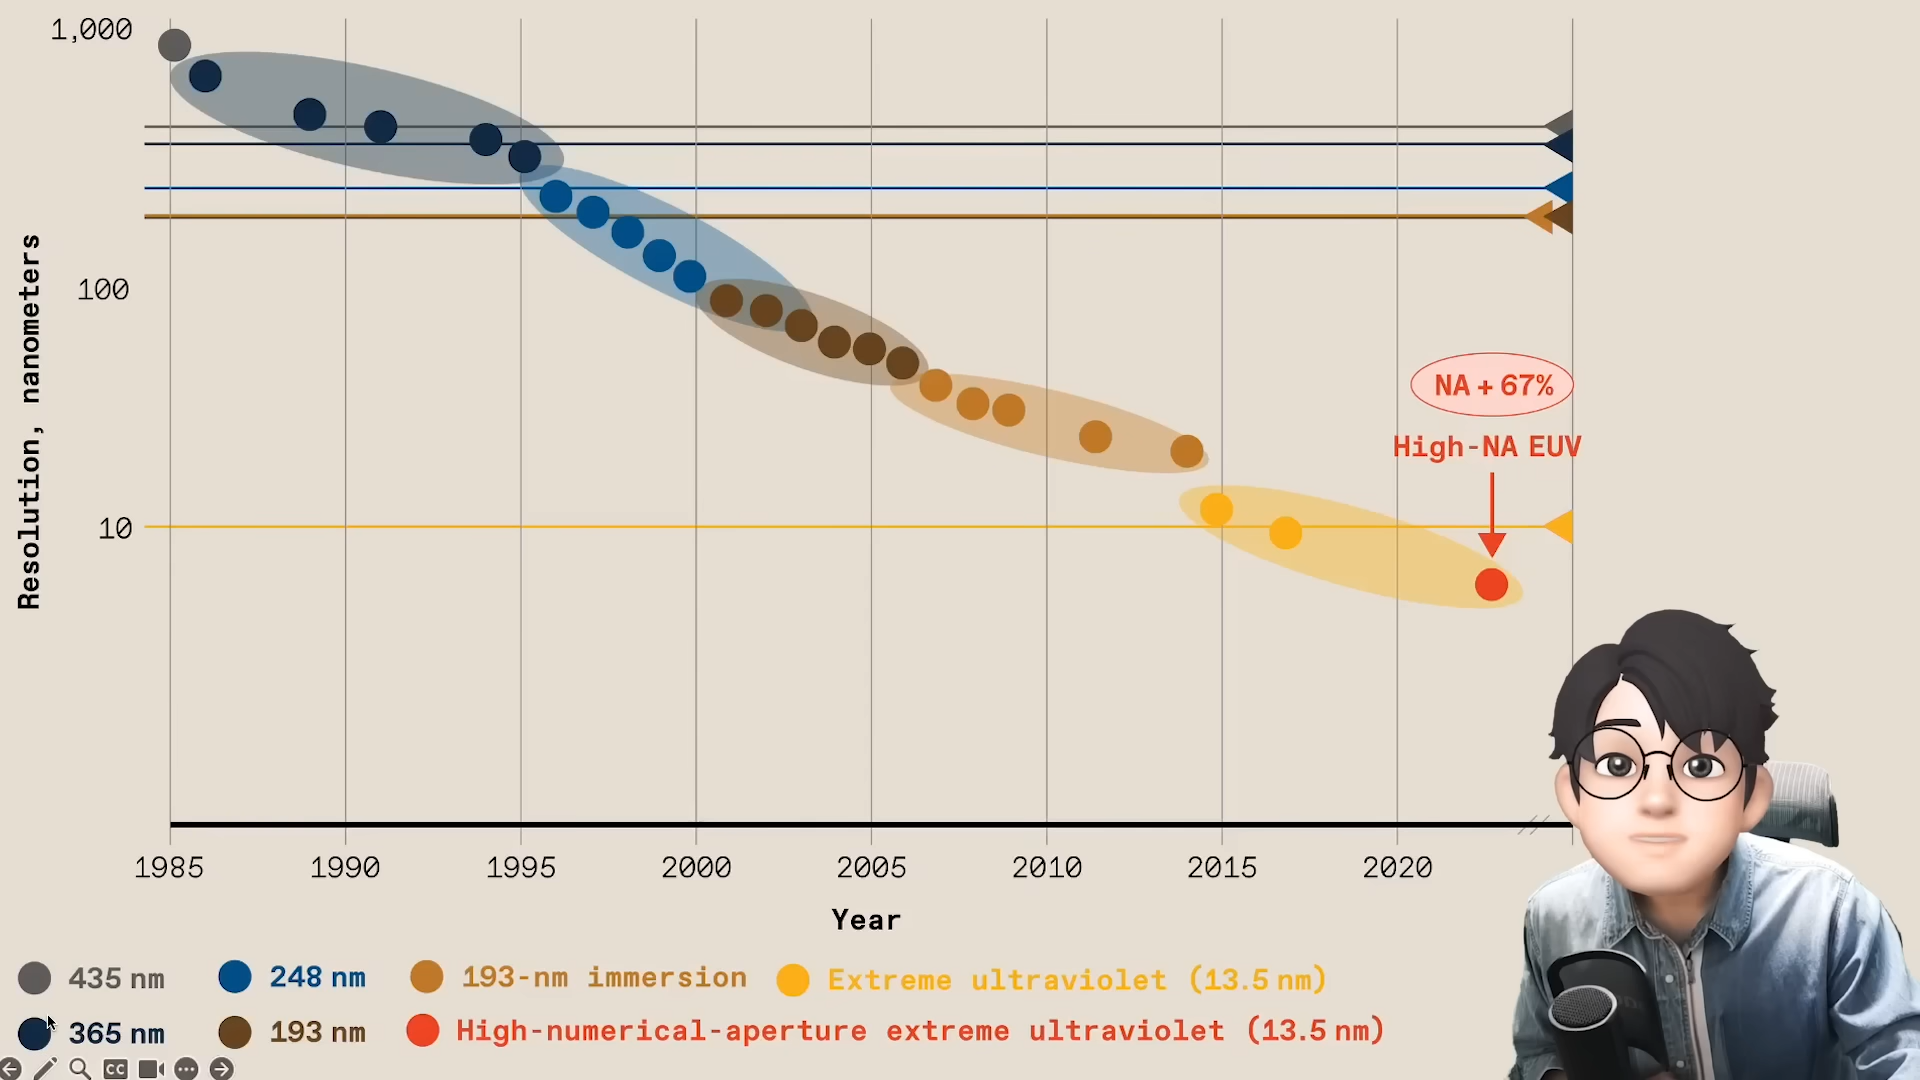 1,000
100
10
Resolution, nanometers
NA + 67%
High-NA EUV
1985 1990 1995 2000 2005 2010 2015 2020
Year
435 nm 248 nm 193-nm immersion Extreme ultraviolet (13.5 nm)
365 nm 193 nm High-numerical-aperture extreme ultraviolet (13.5 nm)
CC